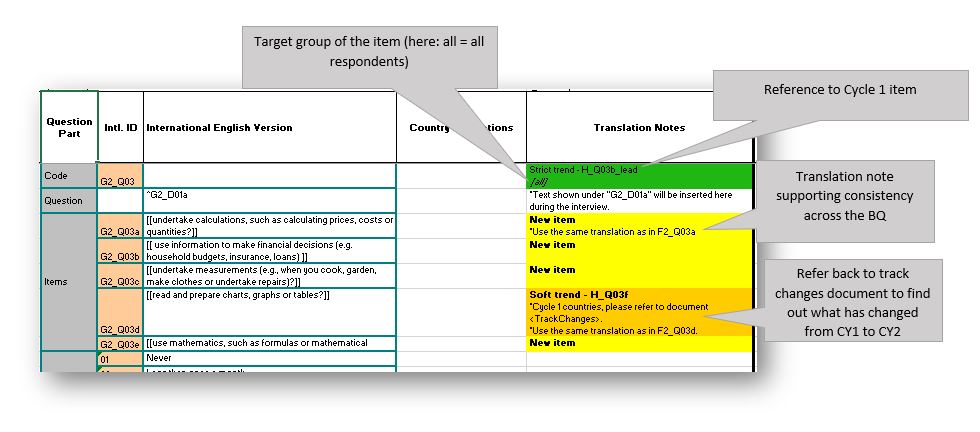 Target group of the item (here: all = all
respondents)
Reference to Cycle 1 item
Question
Part
Intl. ID
International English Version
Country
tions
Translation Notes
Code
G2_Q03
Strict trend - H_Q03b_lead
[all]
Question
^G2_D01a
"Text shown under "G2_D01a" will be inserted here
during the interview.
Translation note
supporting consistency
across the BQ
Items
G2_Q03a
[[undertake calculations, such as calculating prices, costs or
quantities?]]
New item
"Use the same translation as in F2_Q03a
G2_Q03b
[[ use information to make financial decisions (e.g.
household budgets, insurance, loans) ]]
New item
G2_Q03c
[[undertake measurements (e.g., when you cook, garden,
make clothes or undertake repairs)?]]
New item
G2_Q03d
[[read and prepare charts, graphs or tables?]]
Soft trend - H_Q03f
"Cycle 1 countries, please refer to document
<TrackChanges>.
"Use the same translation as in F2_Q03d.
Refer back to track
changes document to find
out what has changed
from CY1 to CY2
G2_Q03e
[[use mathematics, such as formulas or mathematical
New item
01
Never